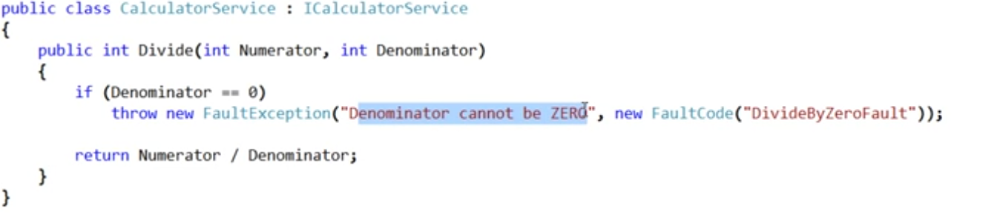 public class CalculatorService : ICalculatorService
{
    public int Divide(int Numerator, int Denominator)
    {
        if (Denominator == 0)
            throw new FaultException("Denominator cannot be ZERO", new FaultCode("DivideByZeroFault"));
        return Numerator / Denominator;
    }
}